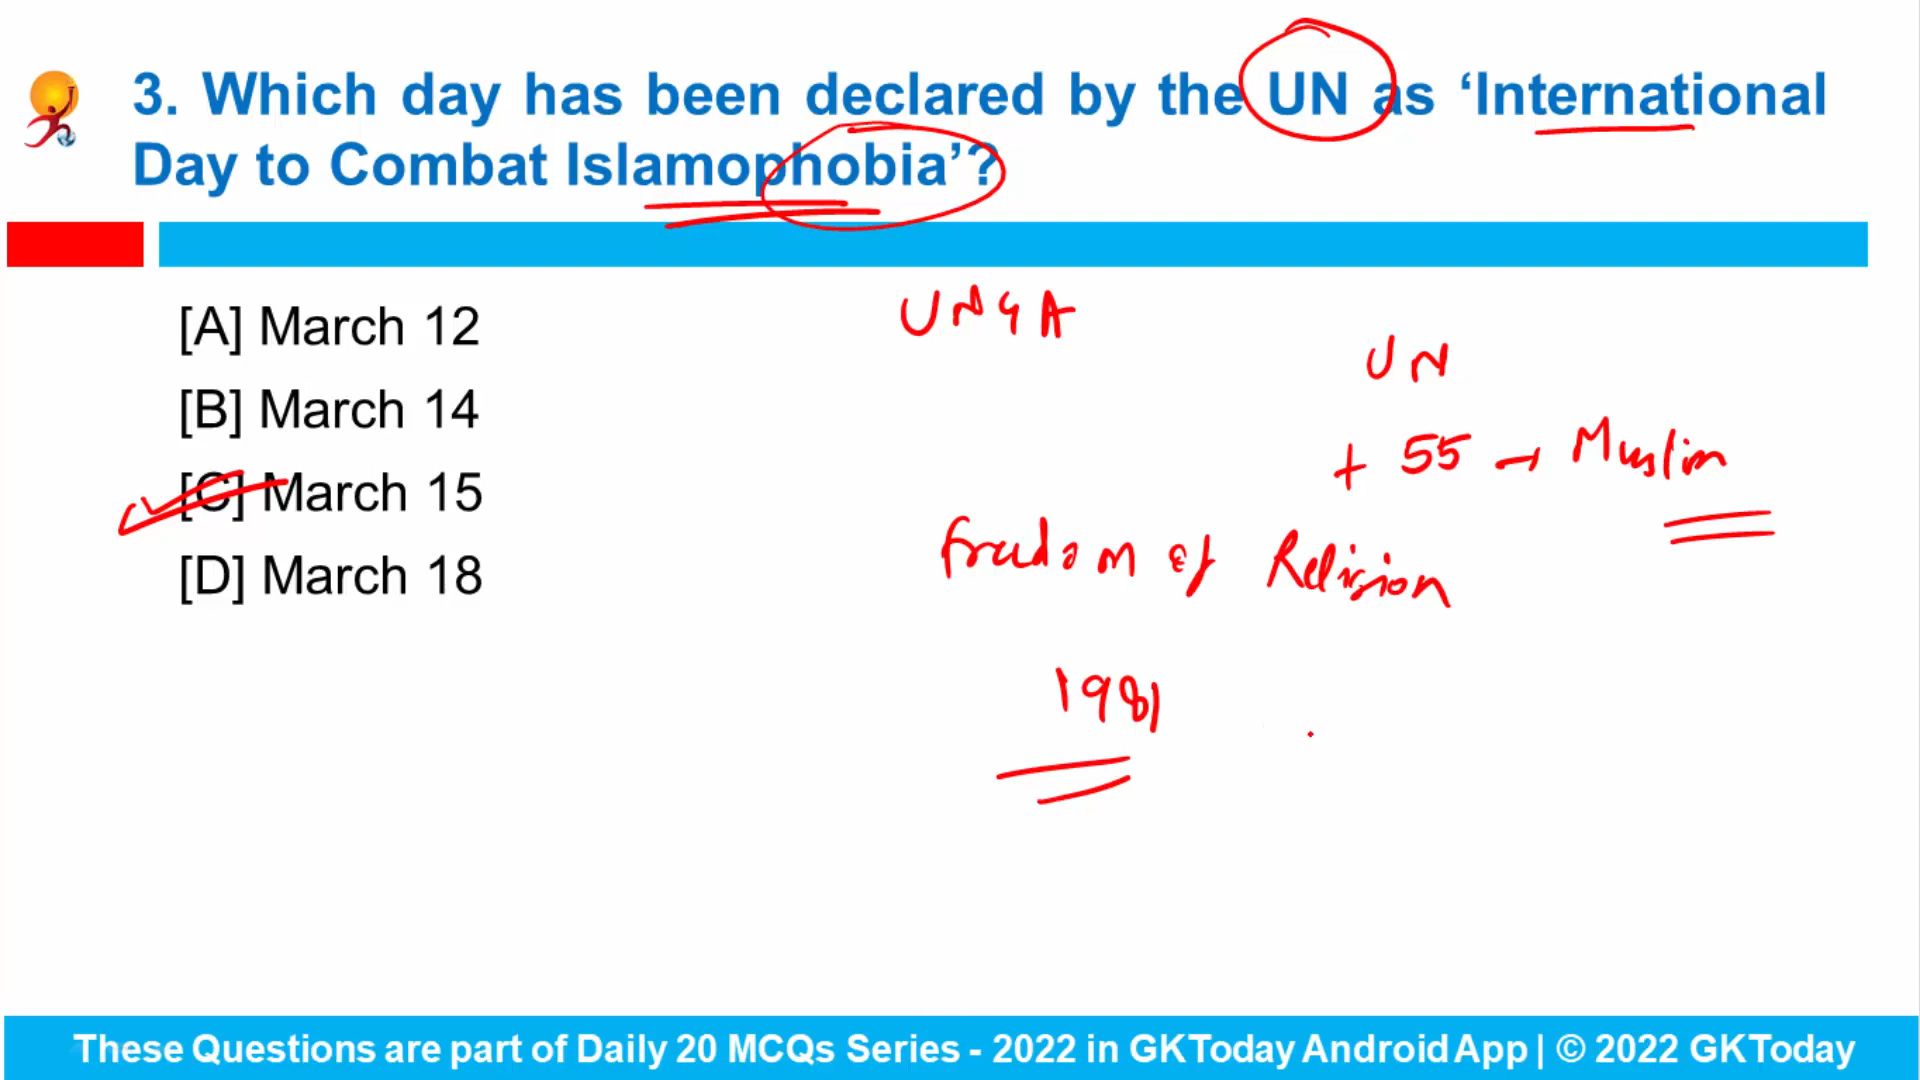 3. Which day has been declared by the UN as ‘International
Day to Combat Islamophobia’?
[A] March 12
[B] March 14
[C] March 15
[D] March 18
UNGA
UN
+ 55 → Muslim
freedom of Religion
1981
These Questions are part of Daily 20 MCQs Series - 2022 in GKToday Android App | © 2022 GKToday